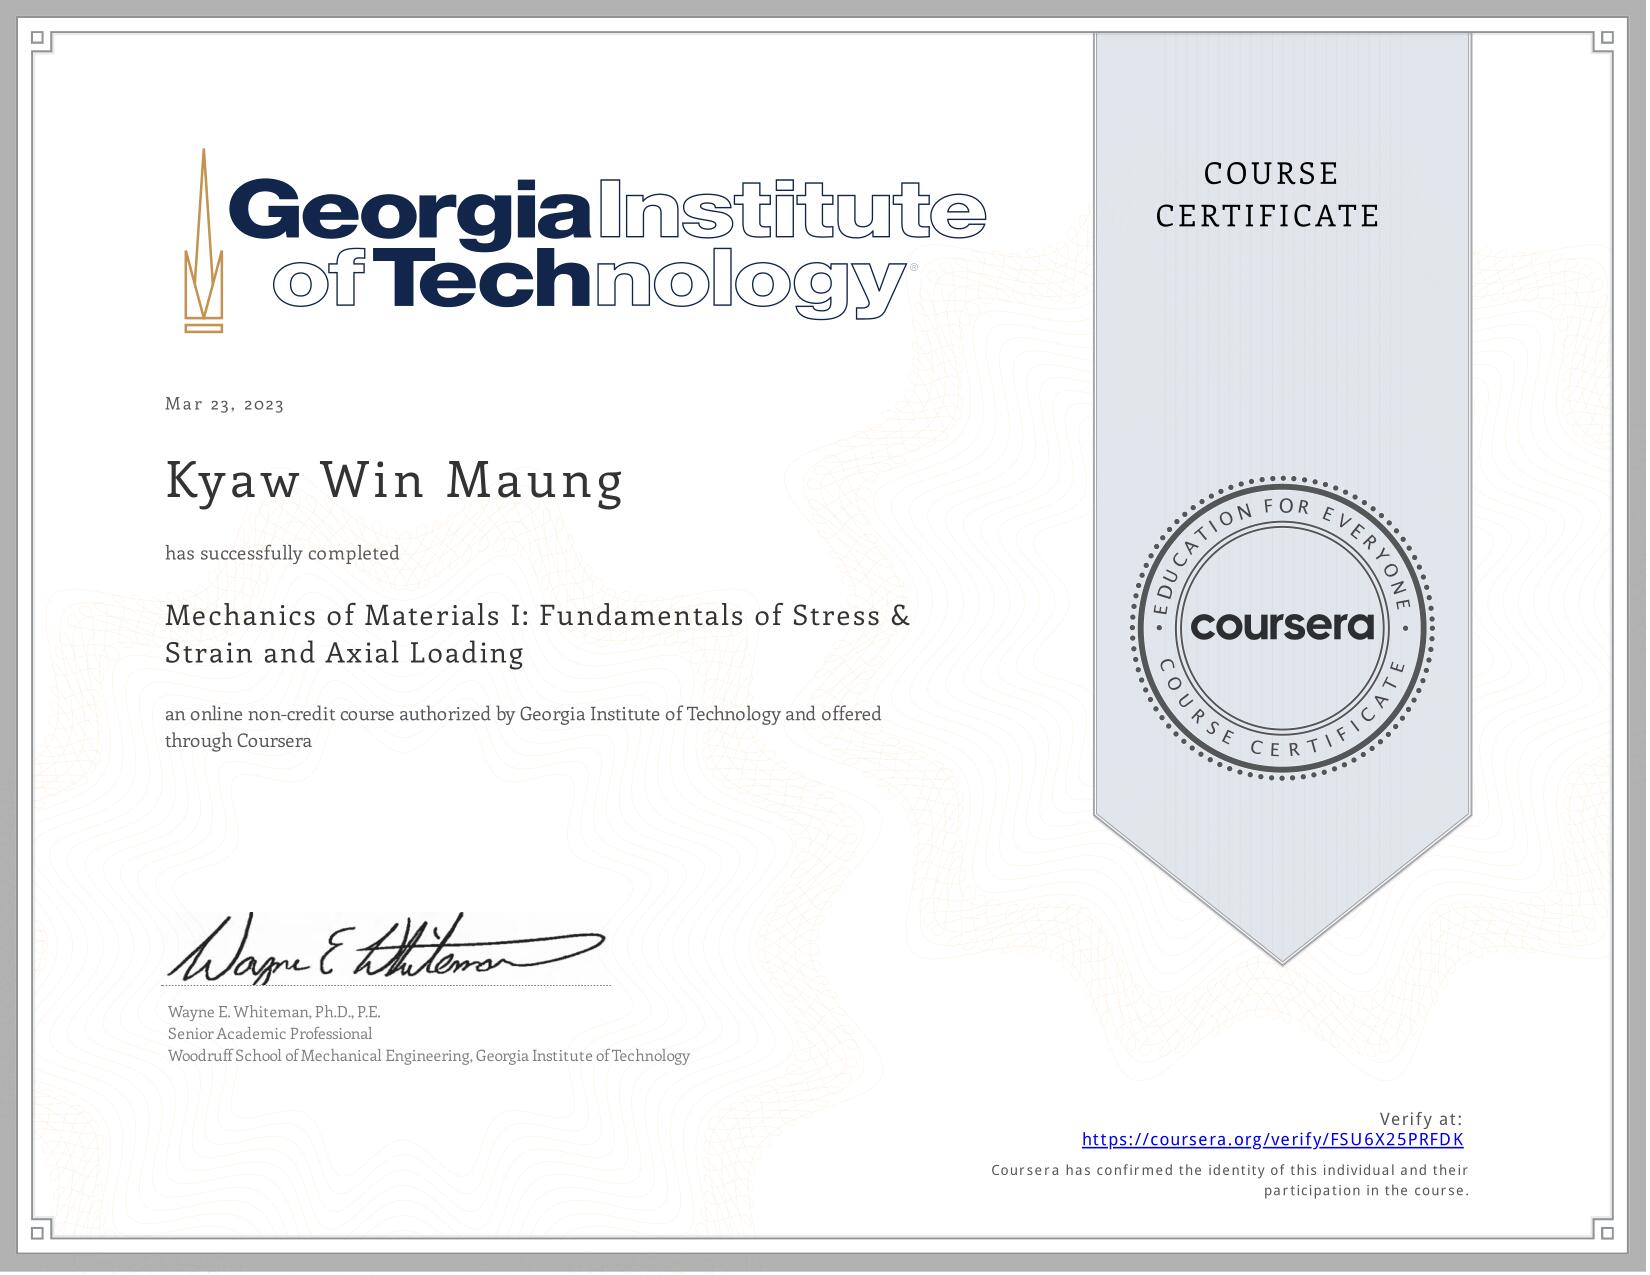 Georgia Institute
of Technology®
COURSE
CERTIFICATE
Mar 23, 2023
Kyaw Win Maung
has successfully completed
Mechanics of Materials I: Fundamentals of Stress &
Strain and Axial Loading
an online non-credit course authorized by Georgia Institute of Technology and offered
through Coursera
EDUCATION FOR EVERYONE
coursera
COURSE CERTIFICATE
Wayne E Whiteman
Wayne E. Whiteman, Ph.D., P.E.
Senior Academic Professional
Woodruff School of Mechanical Engineering, Georgia Institute of Technology
Verify at:
https://coursera.org/verify/FSU6X25PRFDK
Coursera has confirmed the identity of this individual and their
participation in the course.